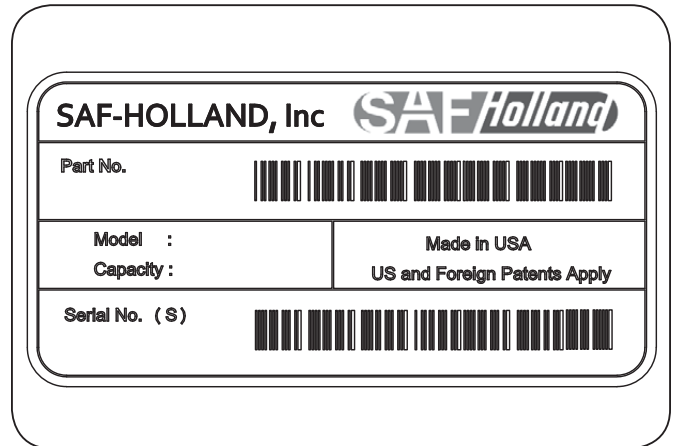 SAF-HOLLAND, Inc SAF Holland
Part No.
Model :
Capacity :
Made in USA
US and Foreign Patents Apply
Serial No. ( S )